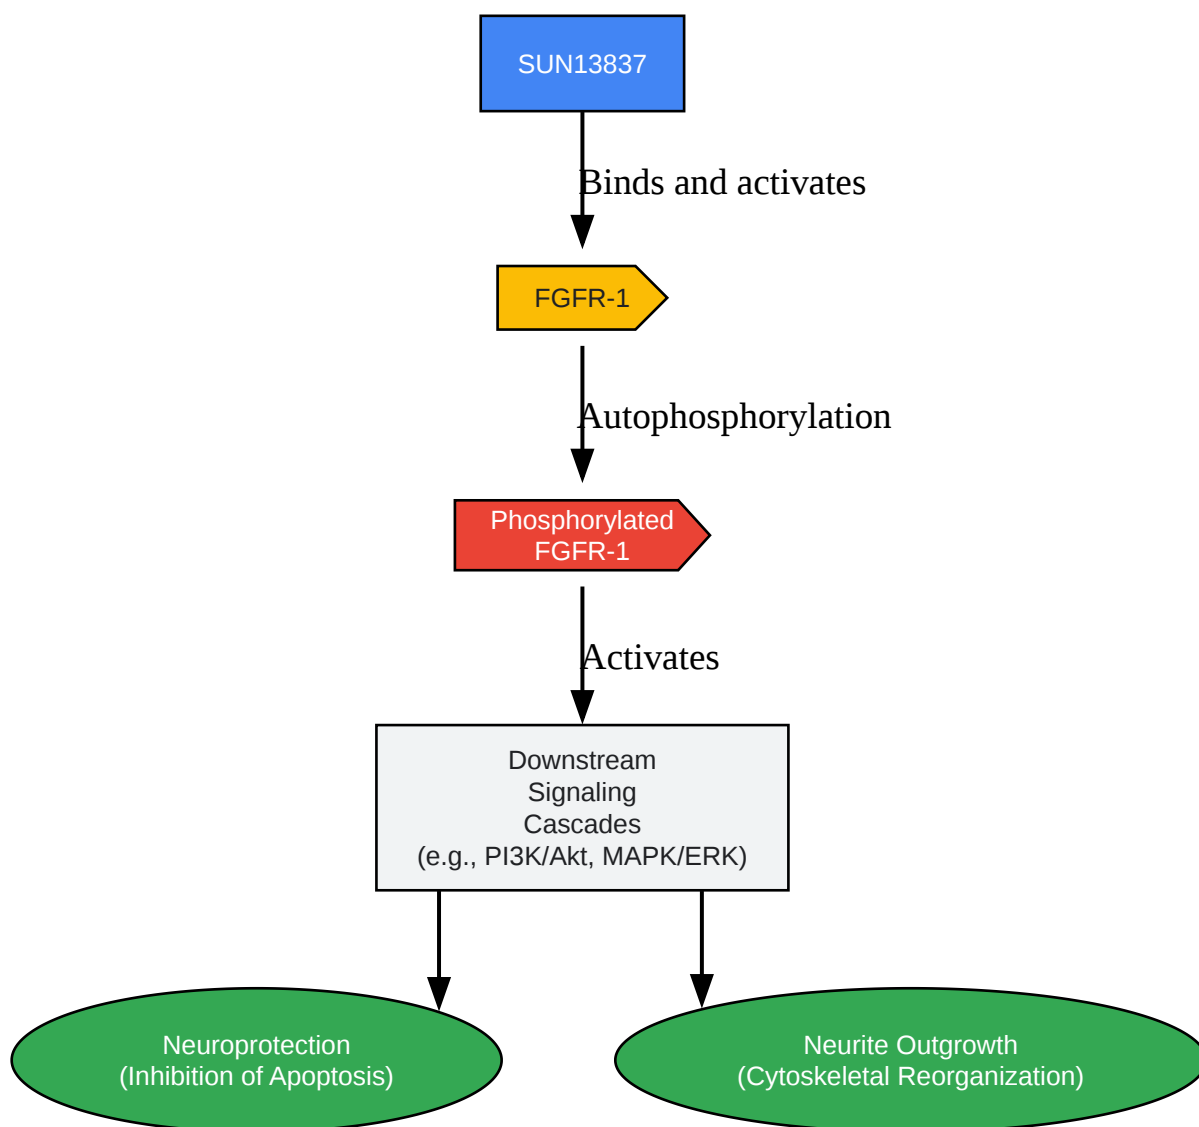 SUN13837
Binds and activates
FGFR-1
Autophosphorylation
Phosphorylated
FGFR-1
Activates
Downstream
Signaling
Cascades
(e.g., PI3K/Akt, MAPK/ERK)
Neuroprotection
(Inhibition of Apoptosis)
Neurite Outgrowth
(Cytoskeletal Reorganization)